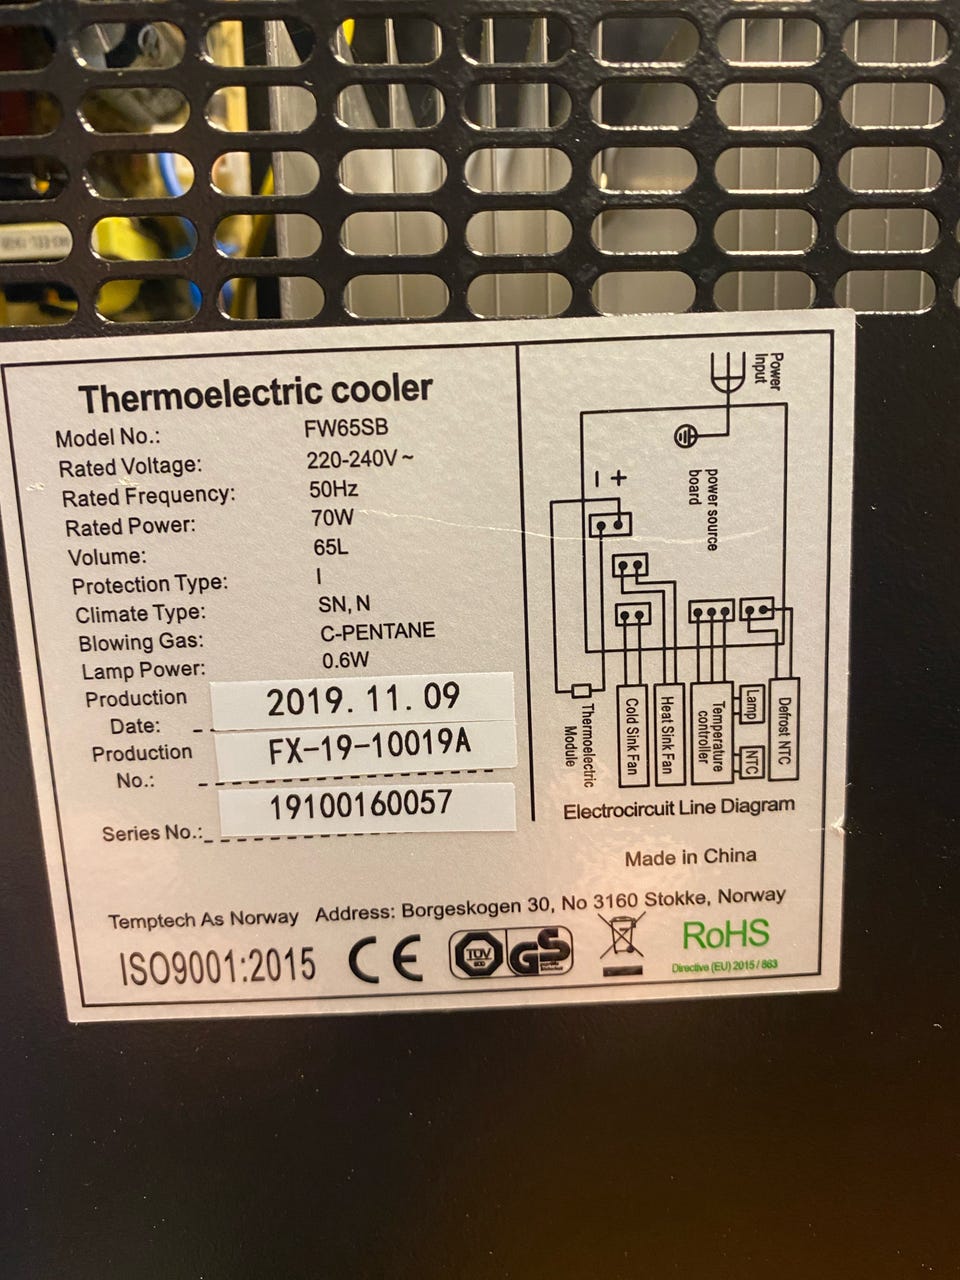 Thermoelectric cooler
Model No.: FW65SB
Rated Voltage: 220-240V ~
Rated Frequency: 50Hz
Rated Power: 70W
Volume: 65L
Protection Type: I
Climate Type: SN, N
Blowing Gas: C-PENTANE
Lamp Power: 0.6W
Production
Date: 2019.11.09
Production
No.: FX-19-10019A
Series No.: 19100160057
Power
Input
power source
board
+
−
Thermoelectric
Module
Cold Sink Fan
Heat Sink Fan
Temperature
controller
Lamp
NTC
Defrost NTC
Electrocircuit Line Diagram
Made in China
Temptech As Norway Address: Borgeskogen 30, No 3160 Stokke, Norway
ISO9001:2015 CE TÜV GS RoHS
Directive (EU) 2015/863